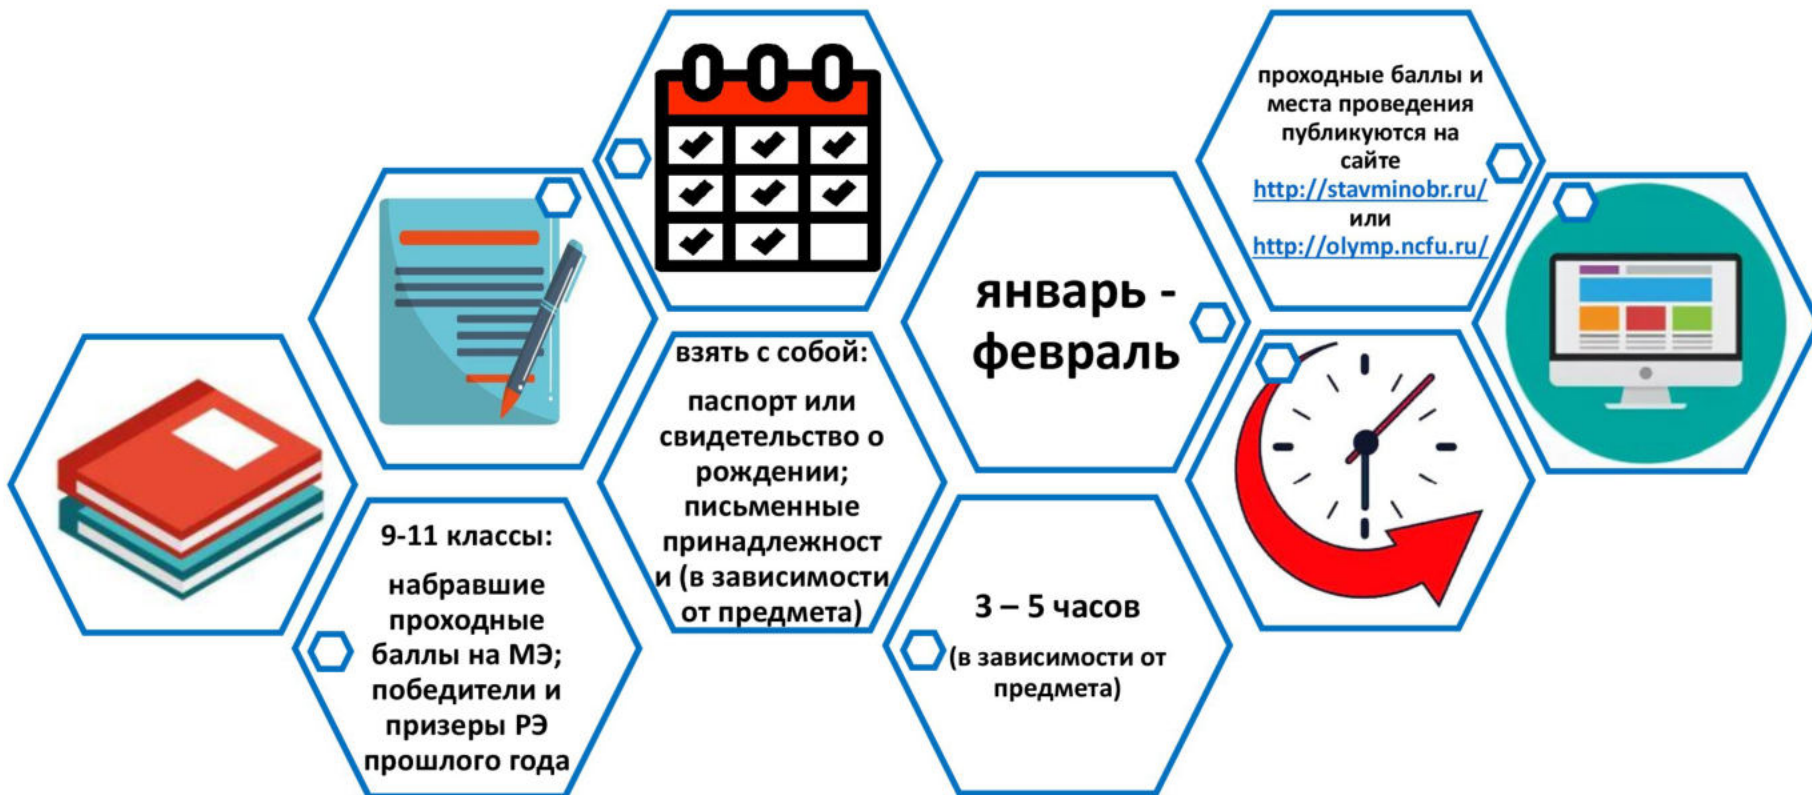 9-11 классы:
набравшие
проходные
баллы на МЭ;
победители и
призеры РЭ
прошлого года
взять с собой:
паспорт или
свидетельство о
рождении;
письменные
принадлежност
и (в зависимости
от предмета)
январь -
февраль
3 – 5 часов
(в зависимости от
предмета)
проходные баллы и
места проведения
публикуются на
сайте
http://stavminobr.ru/
или
http://olymp.ncfu.ru/